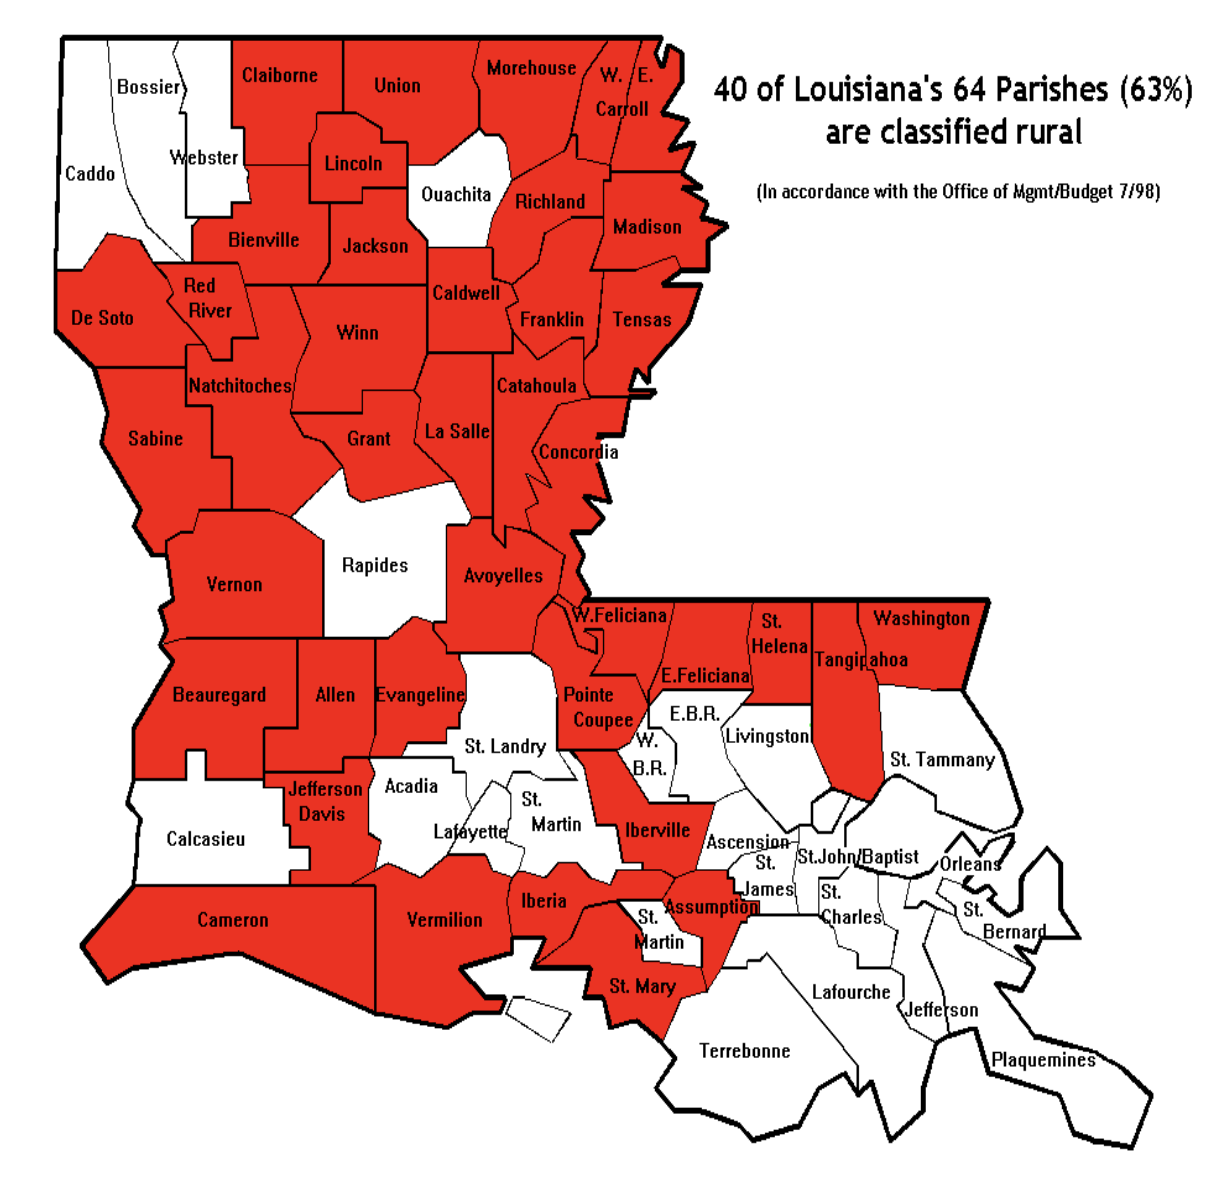 40 of Louisiana's 64 Parishes (63%)
are classified rural
(In accordance with the Office of Mgmt/Budget 7/98)
Caddo
Bossier
Webster
Claiborne
Union
Morehouse
W.
E.
Carroll
Lincoln
Ouachita
Richland
Madison
Bienville
Jackson
Caldwell
Franklin
Tensas
De Soto
Red
River
Winn
Natchitoches
Catahoula
Sabine
Grant
La Salle
Concordia
Vernon
Rapides
Avoyelles
W.Feliciana
E.Feliciana
St.
Helena
Tangipahoa
Washington
Beauregard
Allen
Evangeline
Pointe
Coupee
St. Landry
W.
B.R.
E.B.R.
Livingston
St. Tammany
Calcasieu
Jefferson
Davis
Acadia
Lafayette
St.
Martin
Iberville
Ascension
St.
James
St.John/Baptist
Orleans
St.
Charles
St.
Bernard
Cameron
Vermilion
Iberia
St.
Martin
Assumption
St. Mary
Lafourche
Jefferson
Terrebonne
Plaquemines